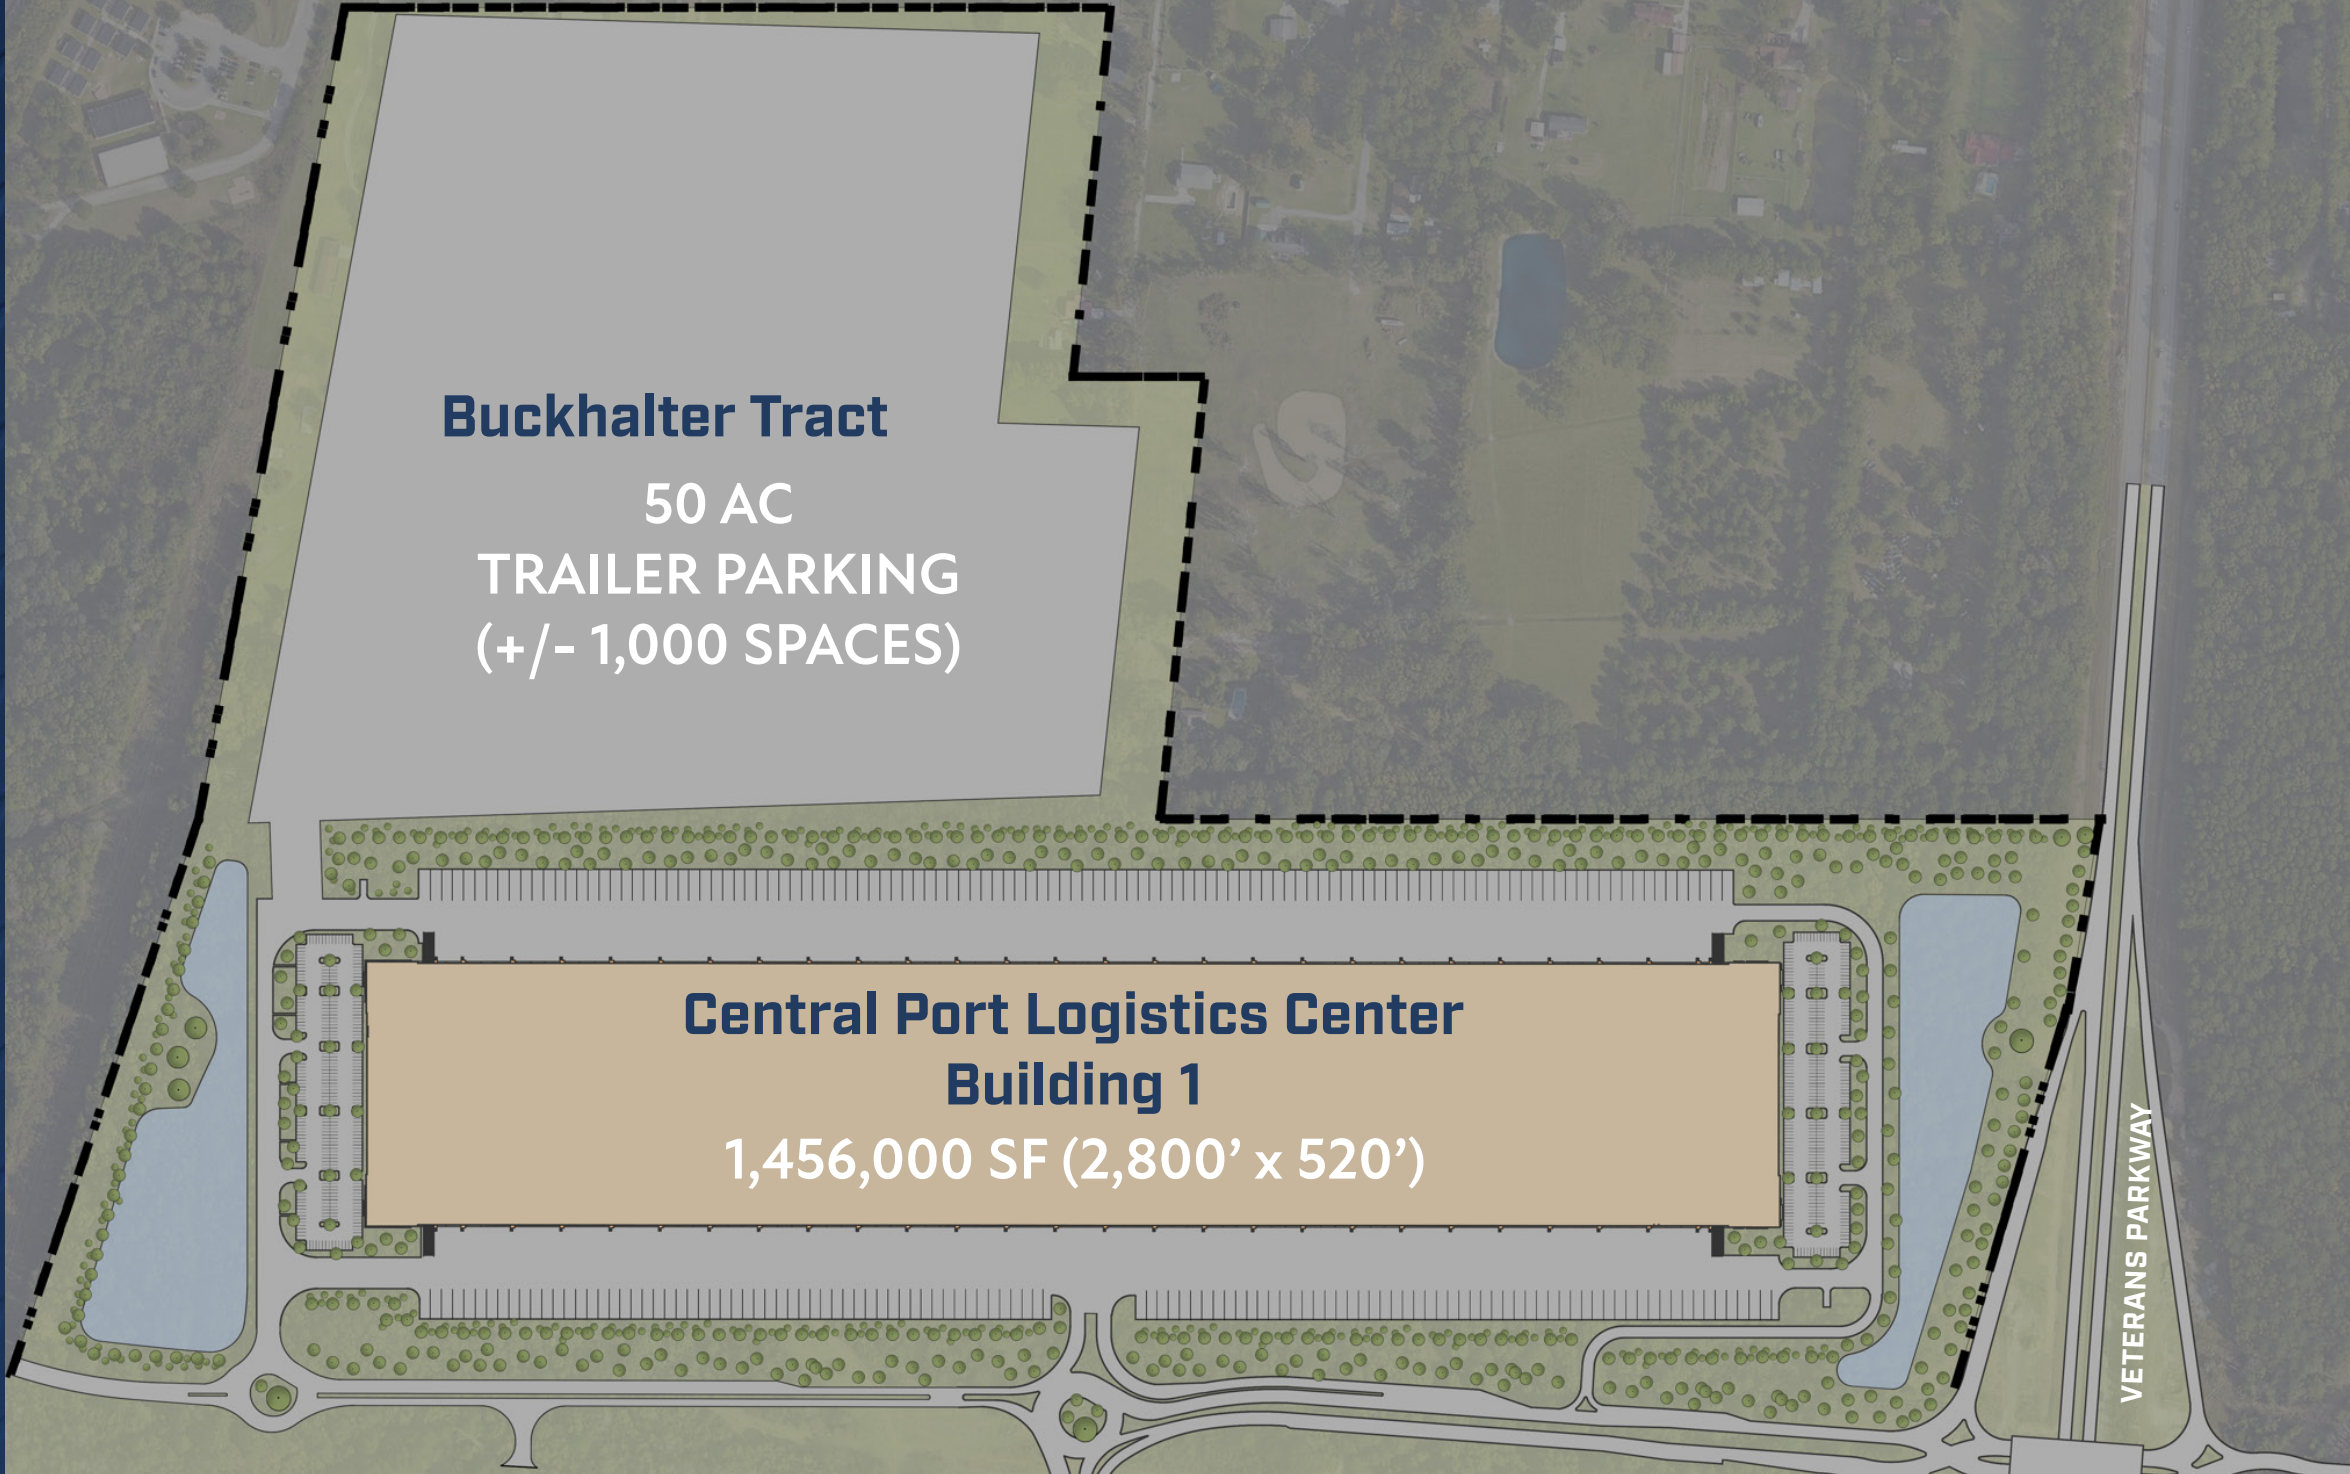 Buckhalter Tract
50 AC
TRAILER PARKING
(+/- 1,000 SPACES)
Central Port Logistics Center
Building 1
1,456,000 SF (2,800’ x 520’)
VETERANS PARKWAY